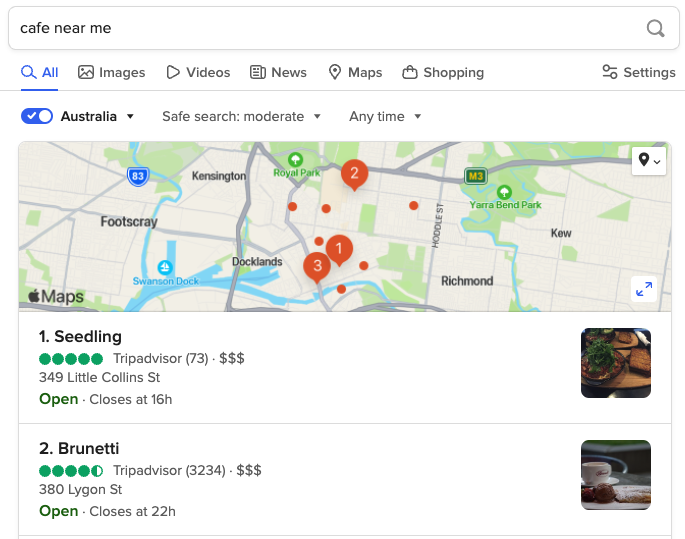 cafe near me
All Images Videos News Maps Shopping Settings
Australia Safe search: moderate Any time
83
Kensington
Royal Park
2
M3
Yarra Bend Park
Footscray
HODDLE ST
Kew
1
Docklands
3
Swanson Dock
Richmond
Maps
1. Seedling
Tripadvisor (73) · $$$
349 Little Collins St
Open · Closes at 16h
2. Brunetti
Tripadvisor (3234) · $$$
380 Lygon St
Open · Closes at 22h